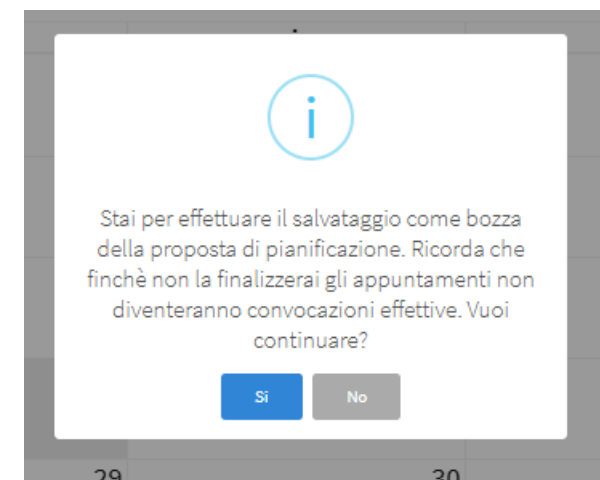 i
Stai per effettuare il salvataggio come bozza
della proposta di pianificazione. Ricorda che
finchè non la finalizzerai gli appuntamenti non
diventeranno convocazioni effettive. Vuoi
continuare?
Si No
29 30